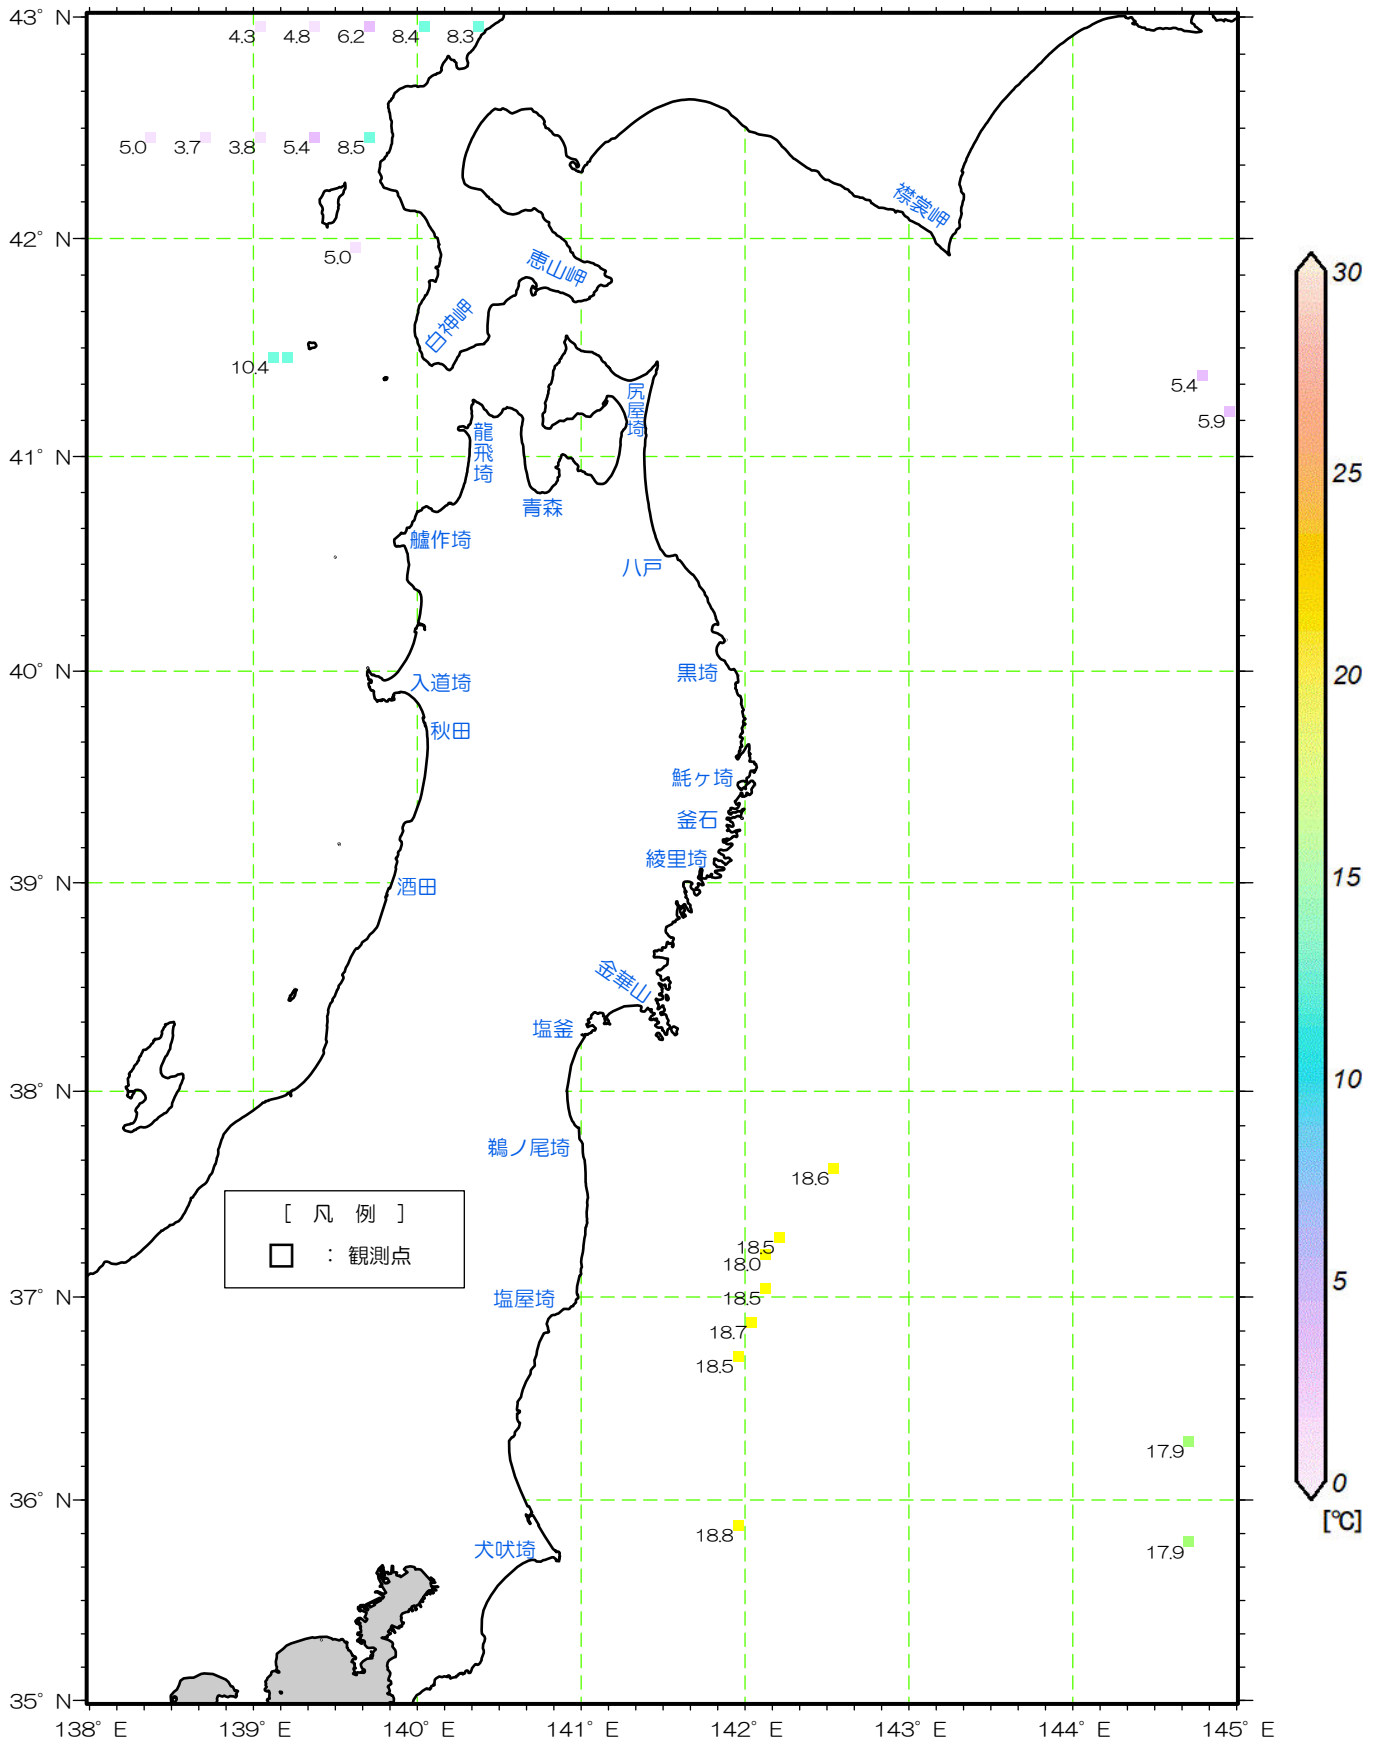 43° N
4.3 4.8 6.2 8.4 8.3
5.0 3.7 3.8 5.4 8.5
襟裳岬
42° N
5.0
恵山岬
30
白神岬
10.4
5.4
尻屋埼
5.9
龍飛埼
41° N
25
青森
艫作埼
八戸
40° N
黒埼
20
入道埼
秋田
魹ヶ埼
釜石
綾里埼
15
39° N
酒田
金華山
塩釜
38° N
10
鵜ノ尾埼
18.6
[ 凡 例 ]
18.5
□ : 観測点
18.0
5
37° N
塩屋埼
18.5
18.7
18.5
17.9
0
36° N
[℃]
18.8
犬吠埼
17.9
35° N
138° E 139° E 140° E 141° E 142° E 143° E 144° E 145° E